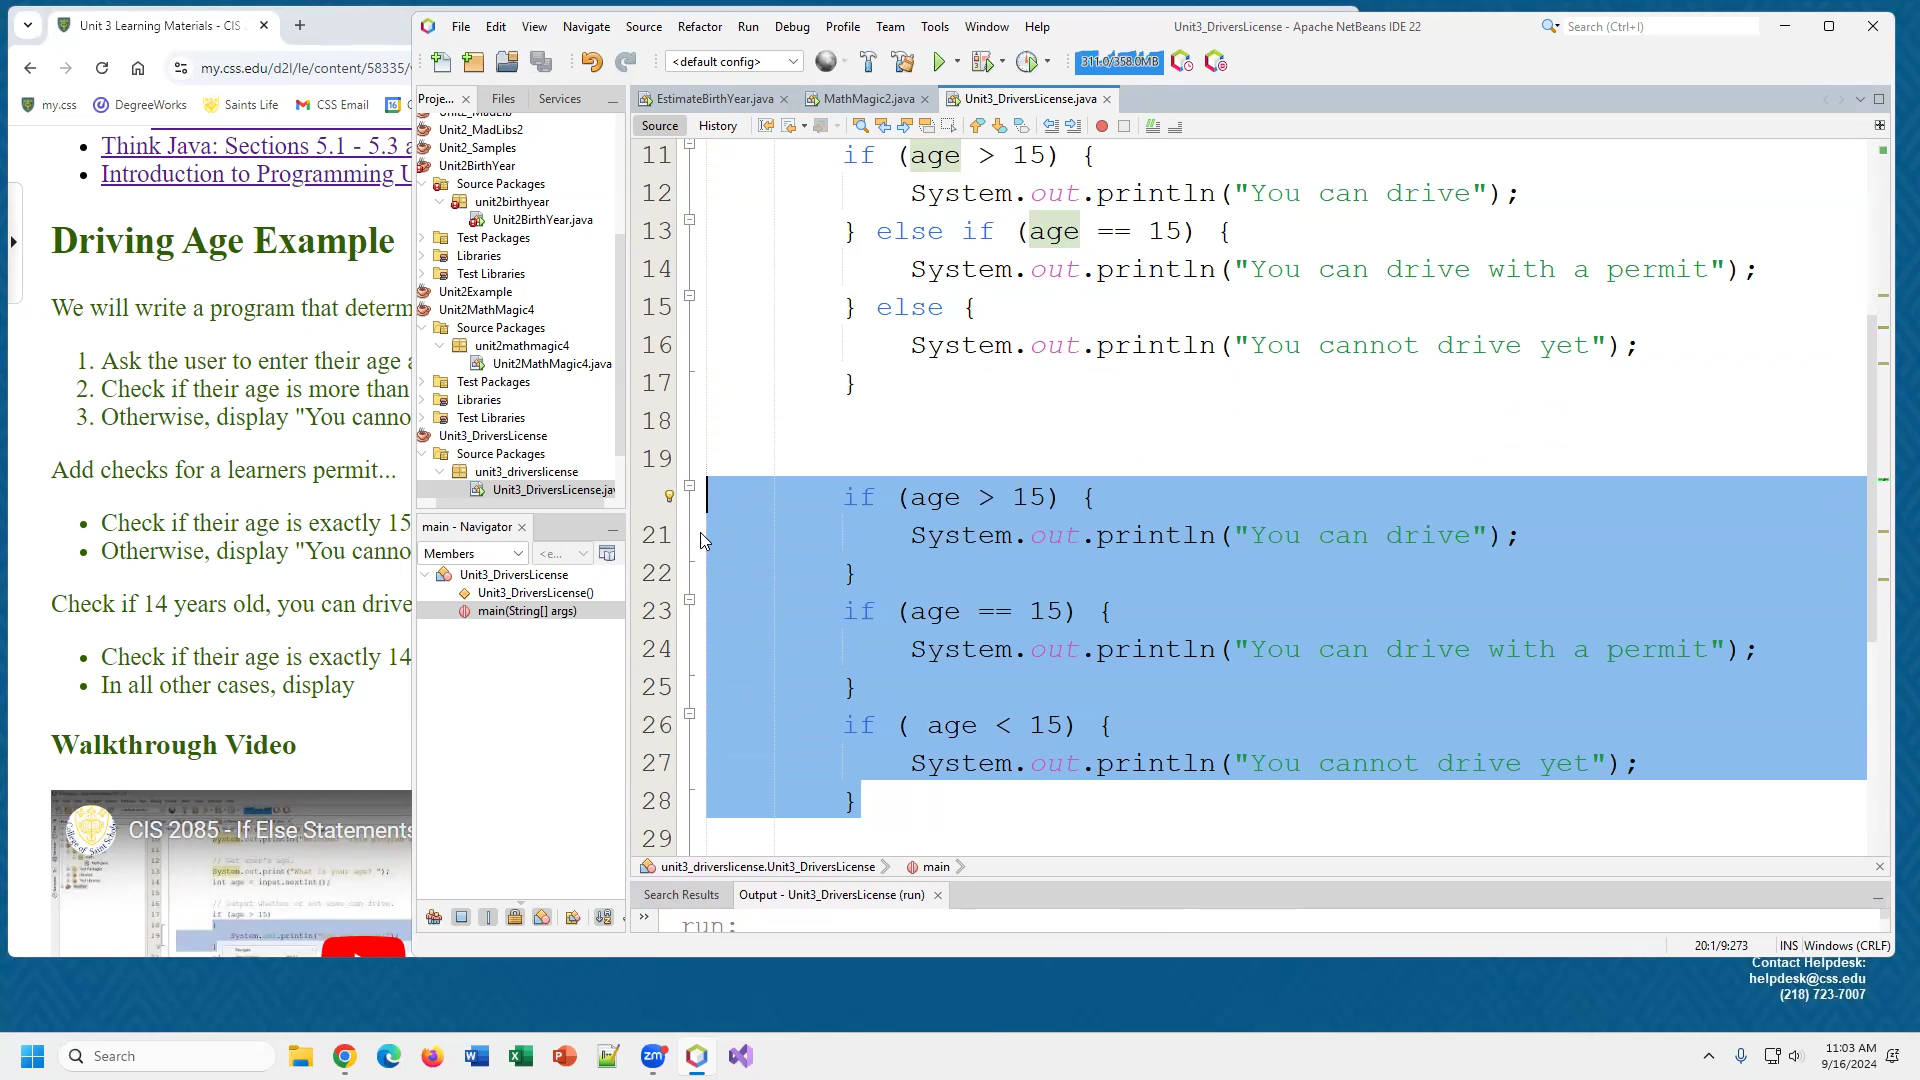 Unit 3 Learning Materials - CIS
my.css.edu/d2l/le/content/58335/
my.css
DegreeWorks
Saints Life
CSS Email
Think Java: Sections 5.1 - 5.3 a
Introduction to Programming U
Driving Age Example
We will write a program that determ
1. Ask the user to enter their age a
2. Check if their age is more than
3. Otherwise, display "You canno
Add checks for a learners permit...
Check if their age is exactly 15
Otherwise, display "You canno
Check if 14 years old, you can drive
Check if their age is exactly 14
In all other cases, display
Walkthrough Video
CIS 2085 - If Else Statements
File Edit View Navigate Source Refactor Run Debug Profile Team Tools Window Help
Unit3_DriversLicense - Apache NetBeans IDE 22
Search (Ctrl+I)
<default config>
311.0/358.0MB
Proje...
Files
Services
Unit2_MadLib
Unit2_MadLibs2
Unit2_Samples
Unit2BirthYear
Source Packages
unit2birthyear
Unit2BirthYear.java
Test Packages
Libraries
Test Libraries
Unit2Example
Unit2MathMagic4
Source Packages
unit2mathmagic4
Unit2MathMagic4.java
Test Packages
Libraries
Test Libraries
Unit3_DriversLicense
Source Packages
unit3_driverslicense
Unit3_DriversLicense.jav
main - Navigator
Members
<e...
Unit3_DriversLicense
Unit3_DriversLicense()
main(String[] args)
EstimateBirthYear.java
MathMagic2.java
Unit3_DriversLicense.java
Source
History
11 if (age > 15) {
12 System.out.println("You can drive");
13 } else if (age == 15) {
14 System.out.println("You can drive with a permit");
15 } else {
16 System.out.println("You cannot drive yet");
17 }
18
19
if (age > 15) {
21 System.out.println("You can drive");
22 }
23 if (age == 15) {
24 System.out.println("You can drive with a permit");
25 }
26 if ( age < 15) {
27 System.out.println("You cannot drive yet");
28 }
29
unit3_driverslicense.Unit3_DriversLicense
main
Search Results
Output - Unit3_DriversLicense (run)
run:
20:1/9:273
INS
Windows (CRLF)
Contact Helpdesk:
helpdesk@css.edu
(218) 723-7007
Search
11:03 AM
9/16/2024